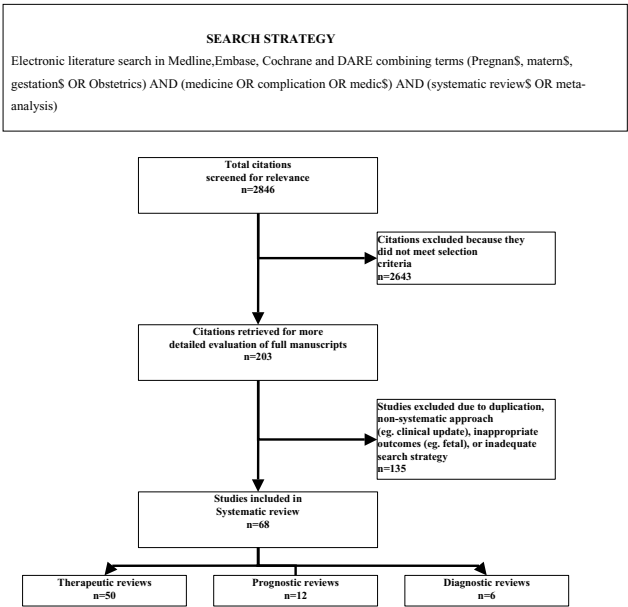 SEARCH STRATEGY
Electronic literature search in Medline,Embase, Cochrane and DARE combining terms (Pregnan$, matern$,
gestation$ OR Obstetrics) AND (medicine OR complication OR medic$) AND (systematic review$ OR meta-
analysis)
Total citations
screened for relevance
n=2846
Citations excluded because they
did not meet selection
criteria
n=2643
Citations retrieved for more
detailed evaluation of full manuscripts
n=203
Studies excluded due to duplication,
non-systematic approach
(eg. clinical update), inappropriate
outcomes (eg. fetal), or inadequate
search strategy
n=135
Studies included in
Systematic review
n=68
Therapeutic reviews
n=50
Prognostic reviews
n=12
Diagnostic reviews
n=6